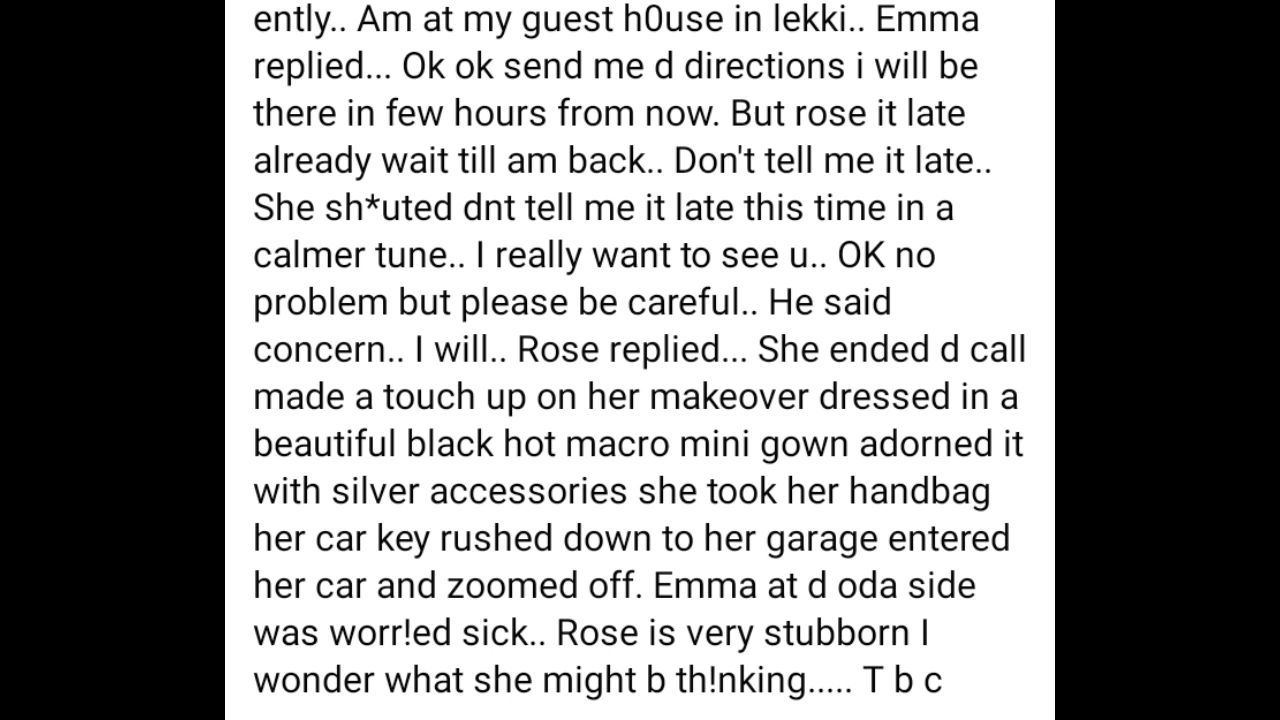 ently.. Am at my guest h0use in lekki.. Emma
replied... Ok ok send me d directions i will be
there in few hours from now. But rose it late
already wait till am back.. Don't tell me it late..
She sh*uted dnt tell me it late this time in a
calmer tune.. I really want to see u.. OK no
problem but please be careful.. He said
concern.. I will.. Rose replied... She ended d call
made a touch up on her makeover dressed in a
beautiful black hot macro mini gown adorned it
with silver accessories she took her handbag
her car key rushed down to her garage entered
her car and zoomed off. Emma at d oda side
was worr!ed sick.. Rose is very stubborn I
wonder what she might b th!nking..... T b c